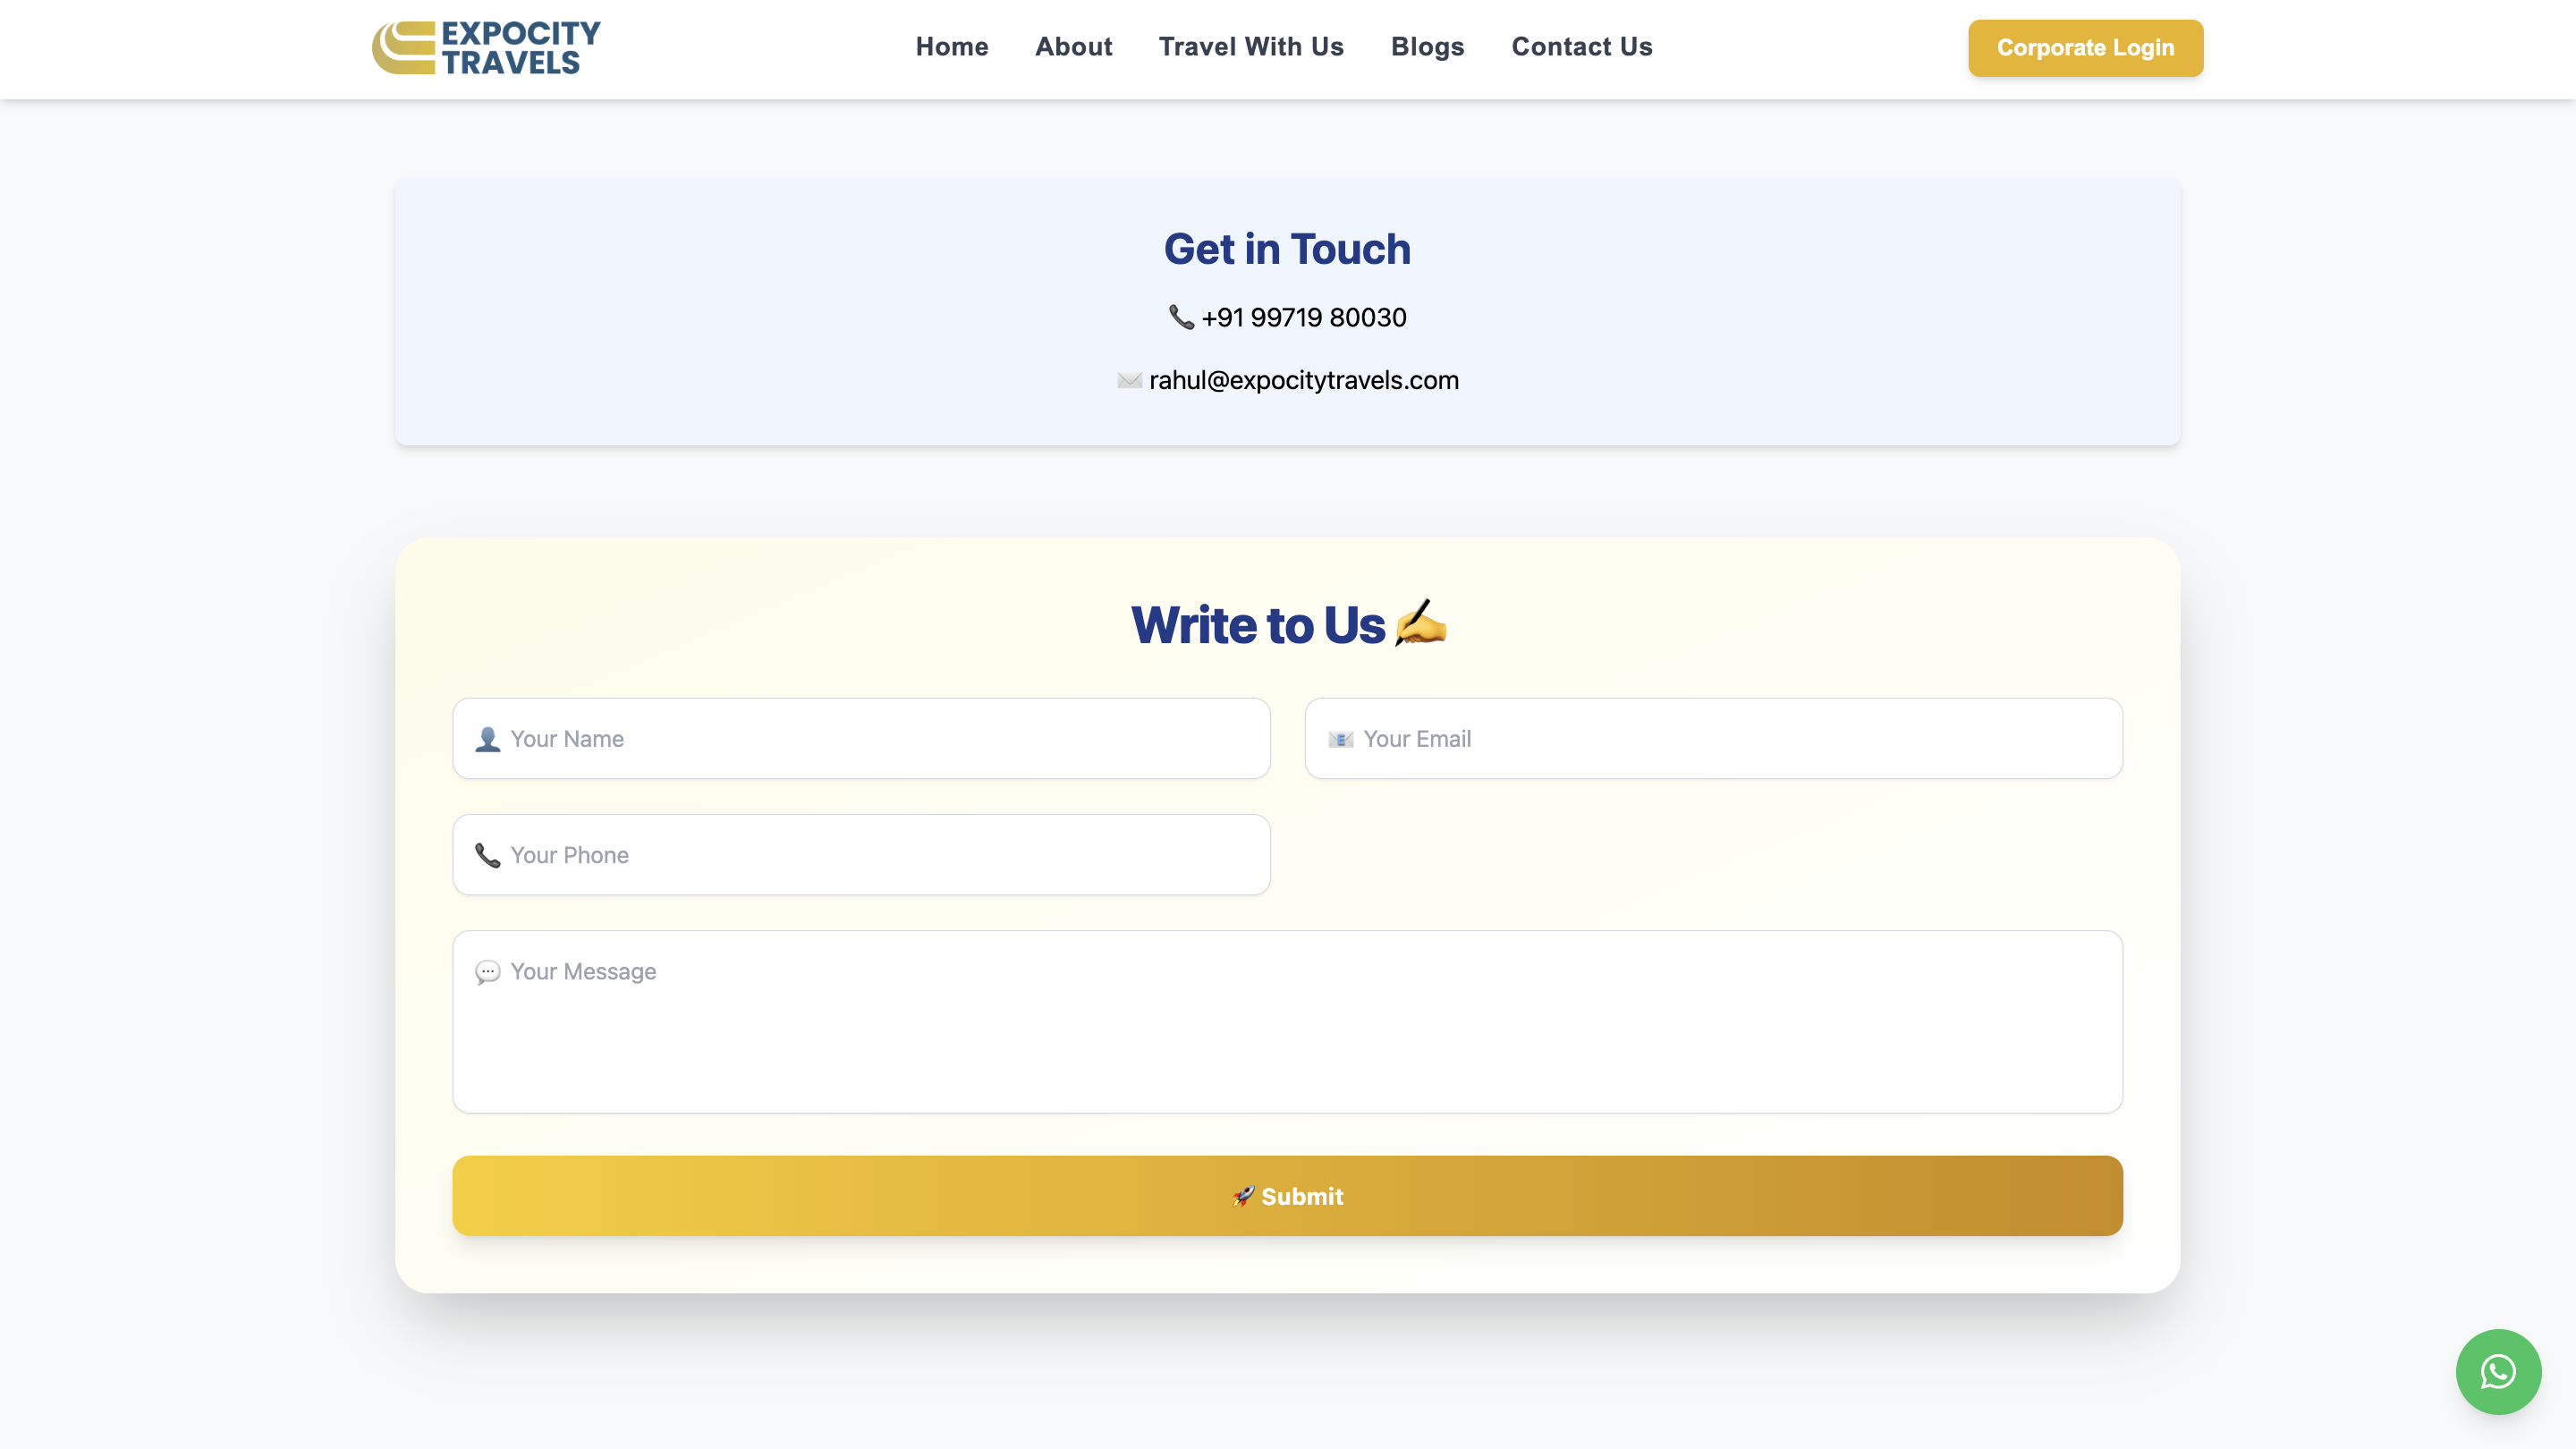 EXPOCITY
TRAVELS
Home About Travel With Us Blogs Contact Us
Corporate Login
Get in Touch
📞 +91 99719 80030
✉️ rahul@expocitytravels.com
Write to Us ✍️
👤 Your Name
📧 Your Email
📞 Your Phone
💬 Your Message
🚀 Submit